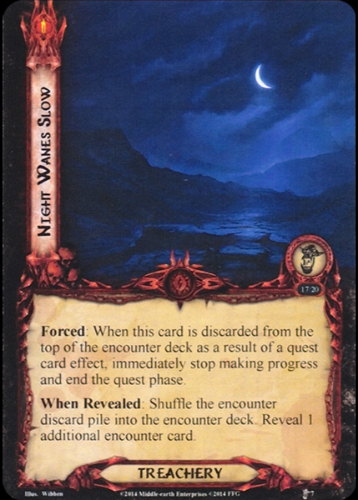 NIGHT WANES SLOW
17/20
Forced: When this card is discarded from the
top of the encounter deck as a result of a quest
card effect, immediately stop making progress
and end the quest phase.
When Revealed: Shuffle the encounter
discard pile into the encounter deck. Reveal 1
additional encounter card.
TREACHERY
Illus. Wibben
©2014 Middle-earth Enterprises ©2014 FFG